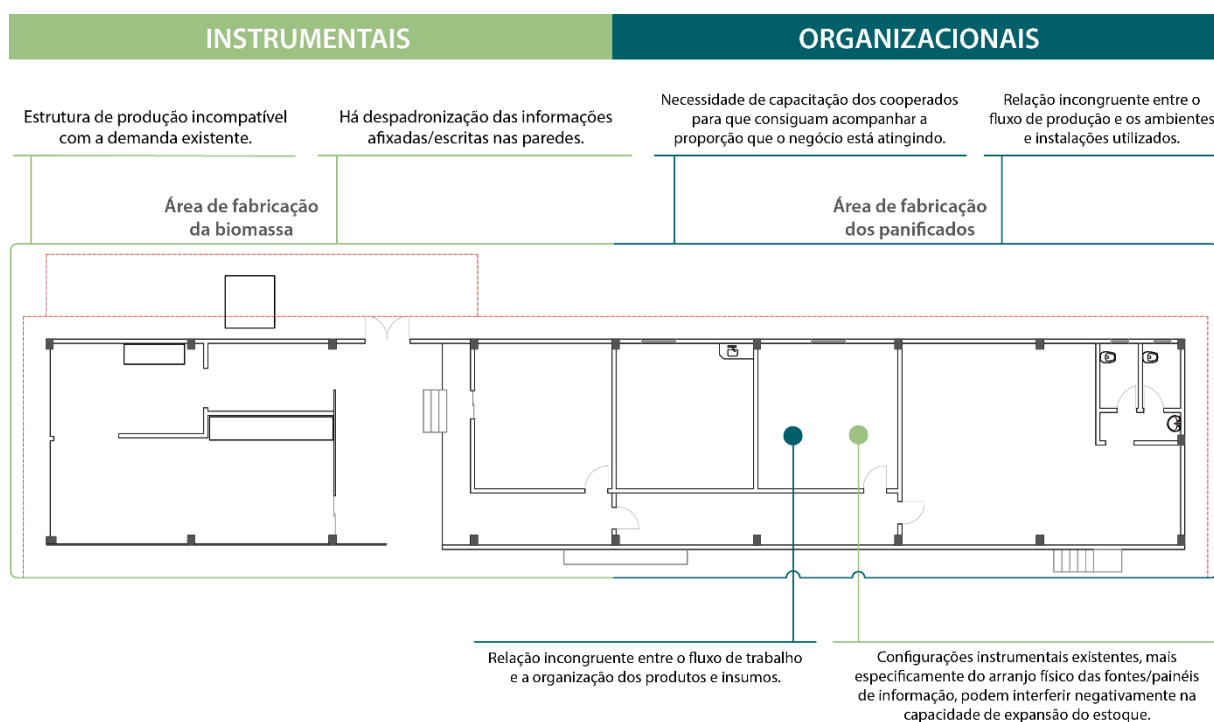 INSTRUMENTAIS
ORGANIZACIONAIS
Estrutura de produção incompatível
com a demanda existente.
Há despadronização das informações
afixadas/escritas nas paredes.
Necessidade de capacitação dos cooperados
para que consiguam acompanhar a
proporção que o negócio está atingindo.
Relação incongruente entre o
fluxo de produção e os ambientes
e instalações utilizados.
Área de fabricação
da biomassa
Área de fabricação
dos panificados
Relação incongruente entre o fluxo de trabalho
e a organização dos produtos e insumos.
Configurações instrumentais existentes, mais
especificamente do arranjo físico das fontes/painéis
de informação, podem interferir negativamente na
capacidade de expansão do estoque.